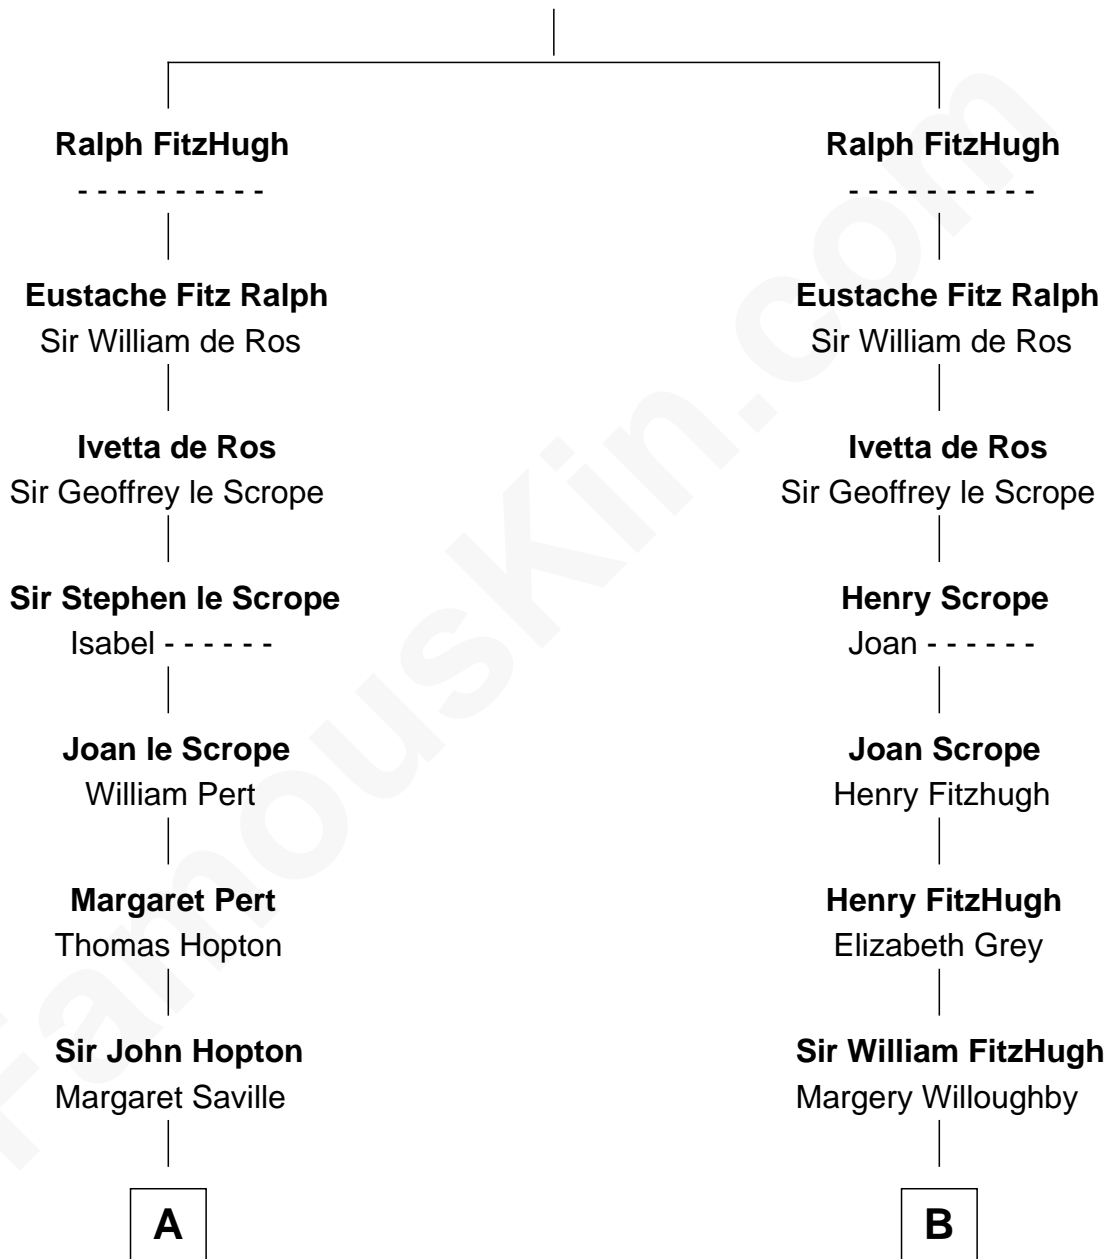 Ralph FitzHugh
- - - - - - - - - -
Eustache Fitz Ralph
Sir William de Ros
Ivetta de Ros
Sir Geoffrey le Scrope
Sir Stephen le Scrope
Isabel - - - - - -
Joan le Scrope
William Pert
Margaret Pert
Thomas Hopton
Sir John Hopton
Margaret Saville
A
Ralph FitzHugh
- - - - - - - - - -
Eustache Fitz Ralph
Sir William de Ros
Ivetta de Ros
Sir Geoffrey le Scrope
Henry Scrope
Joan - - - - - -
Joan Scrope
Henry Fitzhugh
Henry FitzHugh
Elizabeth Grey
Sir William FitzHugh
Margery Willoughby
B
FamousKin.com